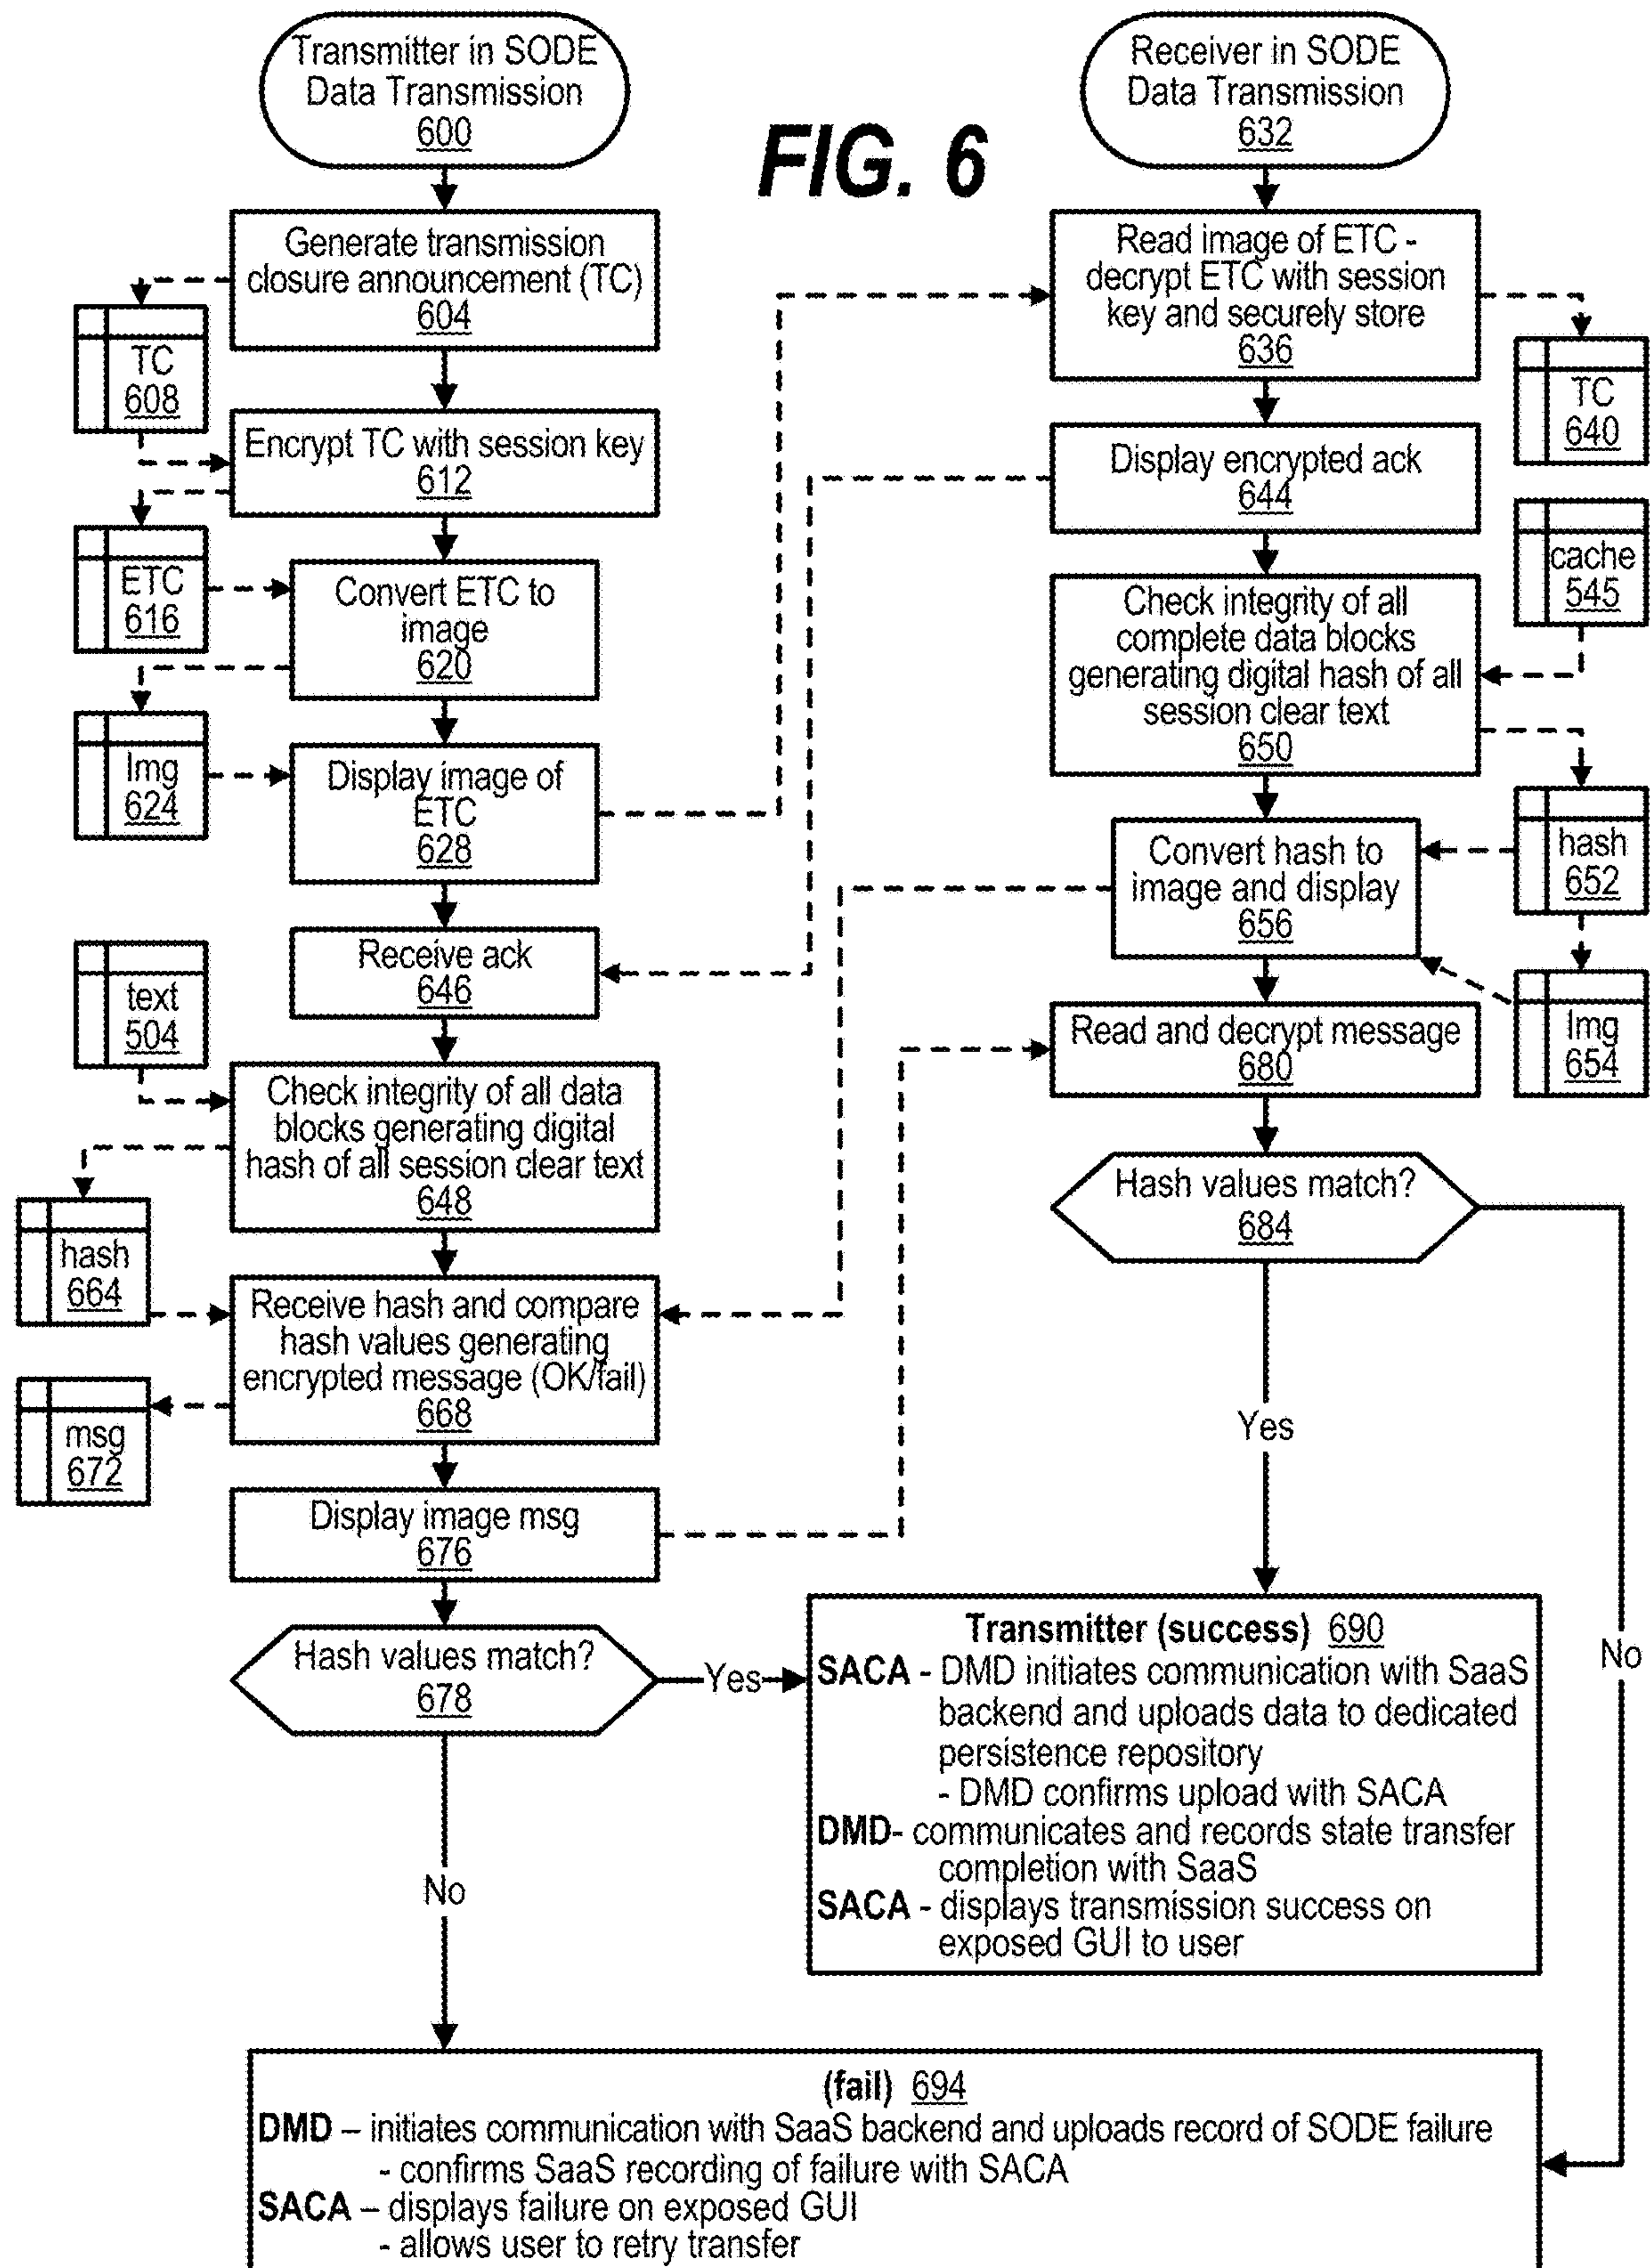 Transmitter in SODE
Data Transmission
600
FIG. 6
Generate transmission
closure announcement (TC)
604
TC
608
Encrypt TC with session key
612
ETC
616
Convert ETC to
image
620
Img
624
Display image of
ETC
628
Receive ack
646
text
504
Check integrity of all data
blocks generating digital
hash of all session clear text
648
hash
664
Receive hash and compare
hash values generating
encrypted message (OK/fail)
668
msg
672
Display image msg
676
Hash values match?
678
Yes
No
Receiver in SODE
Data Transmission
632
Read image of ETC -
decrypt ETC with session
key and securely store
636
TC
640
Display encrypted ack
644
cache
545
Check integrity of all
complete data blocks
generating digital hash of all
session clear text
650
hash
652
Convert hash to
image and display
656
Img
654
Read and decrypt message
680
Hash values match?
684
Yes
No
Transmitter (success) 690
SACA - DMD initiates communication with SaaS
backend and uploads data to dedicated
persistence repository
- DMD confirms upload with SACA
DMD- communicates and records state transfer
completion with SaaS
SACA - displays transmission success on
exposed GUI to user
(fail) 694
DMD – initiates communication with SaaS backend and uploads record of SODE failure
- confirms SaaS recording of failure with SACA
SACA – displays failure on exposed GUI
- allows user to retry transfer